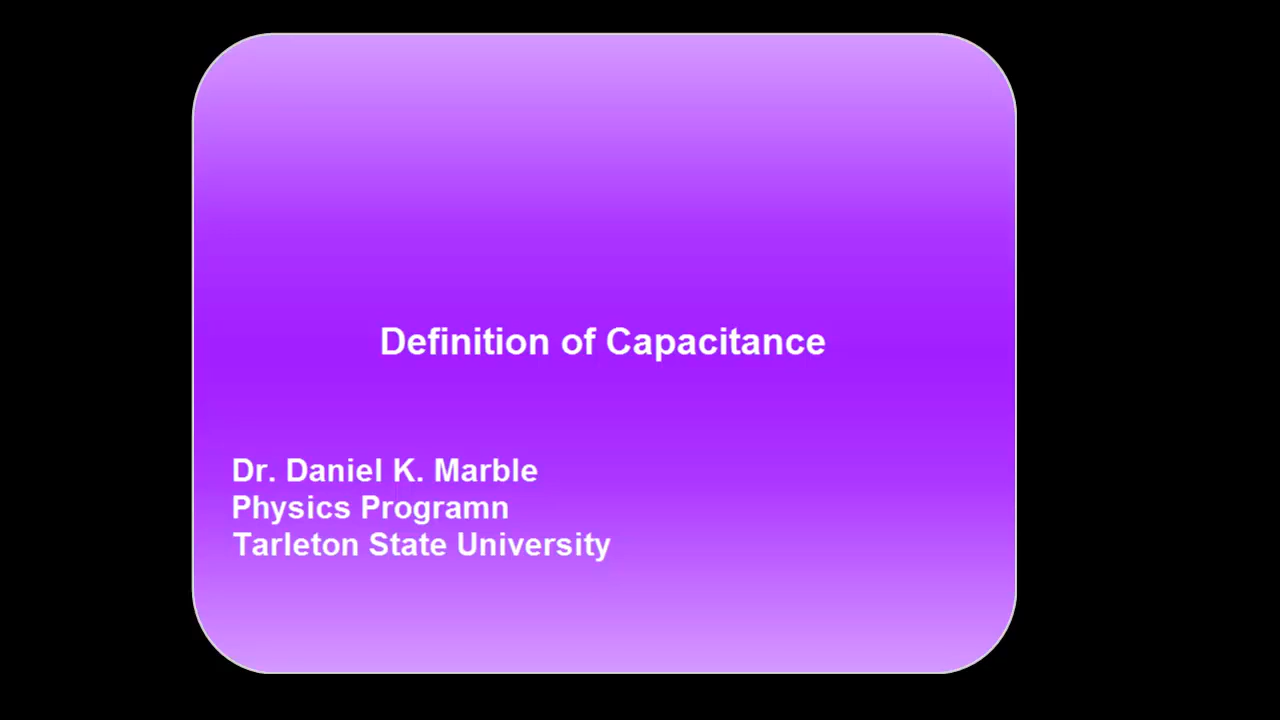 Definition of Capacitance
Dr. Daniel K. Marble
Physics Programn
Tarleton State University